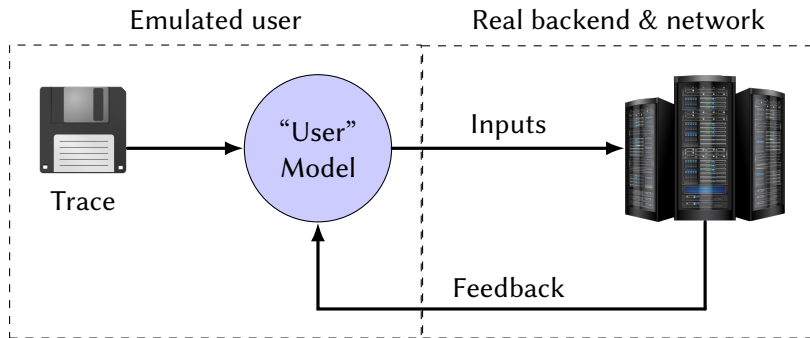 Emulated user
Real backend & network
“User”
Model
Inputs
Trace
Feedback